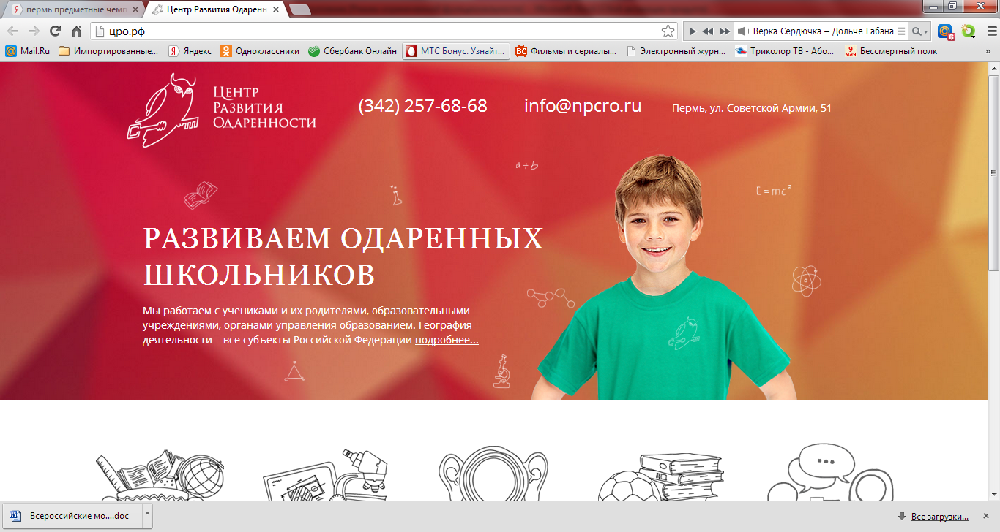 пермь предметные чемп
Центр Развития Одаренн
цро.рф
Верка Сердючка – Дольче Габана
6
Mail.Ru
Импортированные...
Яндекс
Одноклассники
Сбербанк Онлайн
МТС Бонус. Узнайт...
Фильмы и сериалы...
Электронный журн...
Триколор ТВ - Або...
9 мая
Бессмертный полк
»
Центр
Развития
Одаренности
(342) 257-68-68
info@npcro.ru
Пермь, ул. Советской Армии, 51
a+b
E=mc²
РАЗВИВАЕМ ОДАРЕННЫХ
ШКОЛЬНИКОВ
Мы работаем с учениками и их родителями, образовательными
учреждениями, органами управления образованием. География
деятельности – все субъекты Российской Федерации подробнее...
Всероссийские мо....doc
Все загрузки...